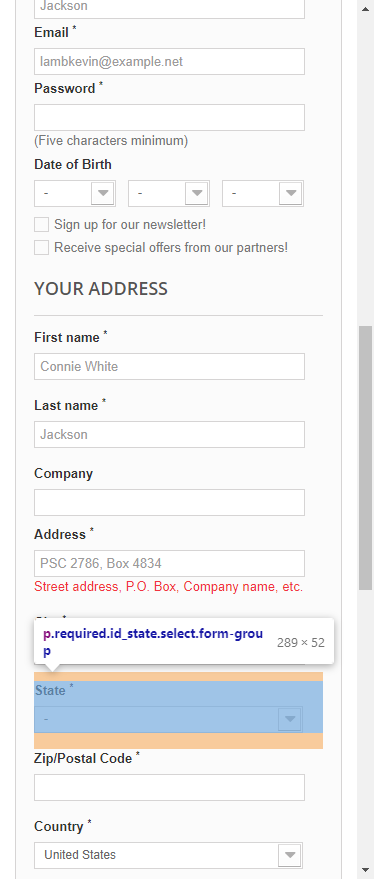 Jackson
Email *
lambkevin@example.net
Password *
(Five characters minimum)
Date of Birth
- - -
Sign up for our newsletter!
Receive special offers from our partners!
YOUR ADDRESS
First name *
Connie White
Last name *
Jackson
Company
Address *
PSC 2786, Box 4834
Street address, P.O. Box, Company name, etc.
p.required.id_state.select.form-grou
p 289 × 52
State *
-
Zip/Postal Code *
Country *
United States